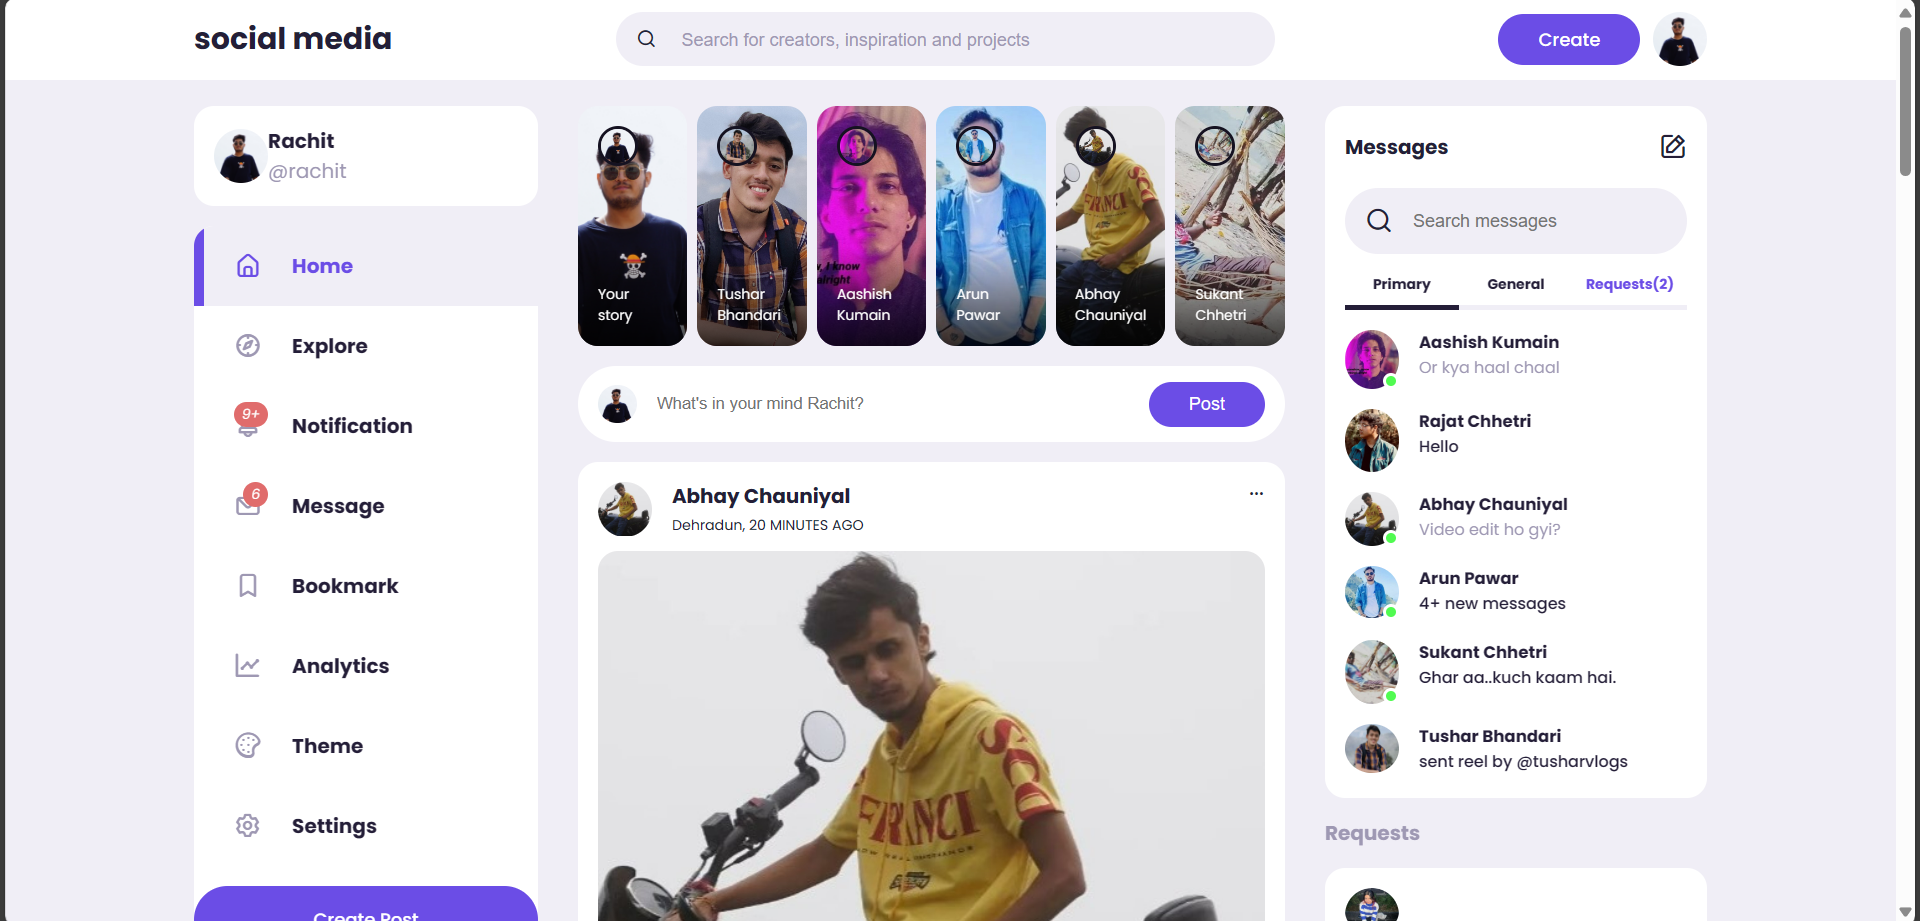 social media
Search for creators, inspiration and projects
Create
Rachit
@rachit
Home
Explore
9+
Notification
6
Message
Bookmark
Analytics
Theme
Settings
Create Post
Your
story
Tushar
Bhandari
Aashish
Kumain
Arun
Pawar
Abhay
Chauniyal
Sukant
Chhetri
What's in your mind Rachit?
Post
Abhay Chauniyal
Dehradun, 20 MINUTES AGO
Messages
Search messages
Primary General Requests(2)
Aashish Kumain
Or kya haal chaal
Rajat Chhetri
Hello
Abhay Chauniyal
Video edit ho gyi?
Arun Pawar
4+ new messages
Sukant Chhetri
Ghar aa..kuch kaam hai.
Tushar Bhandari
sent reel by @tusharvlogs
Requests